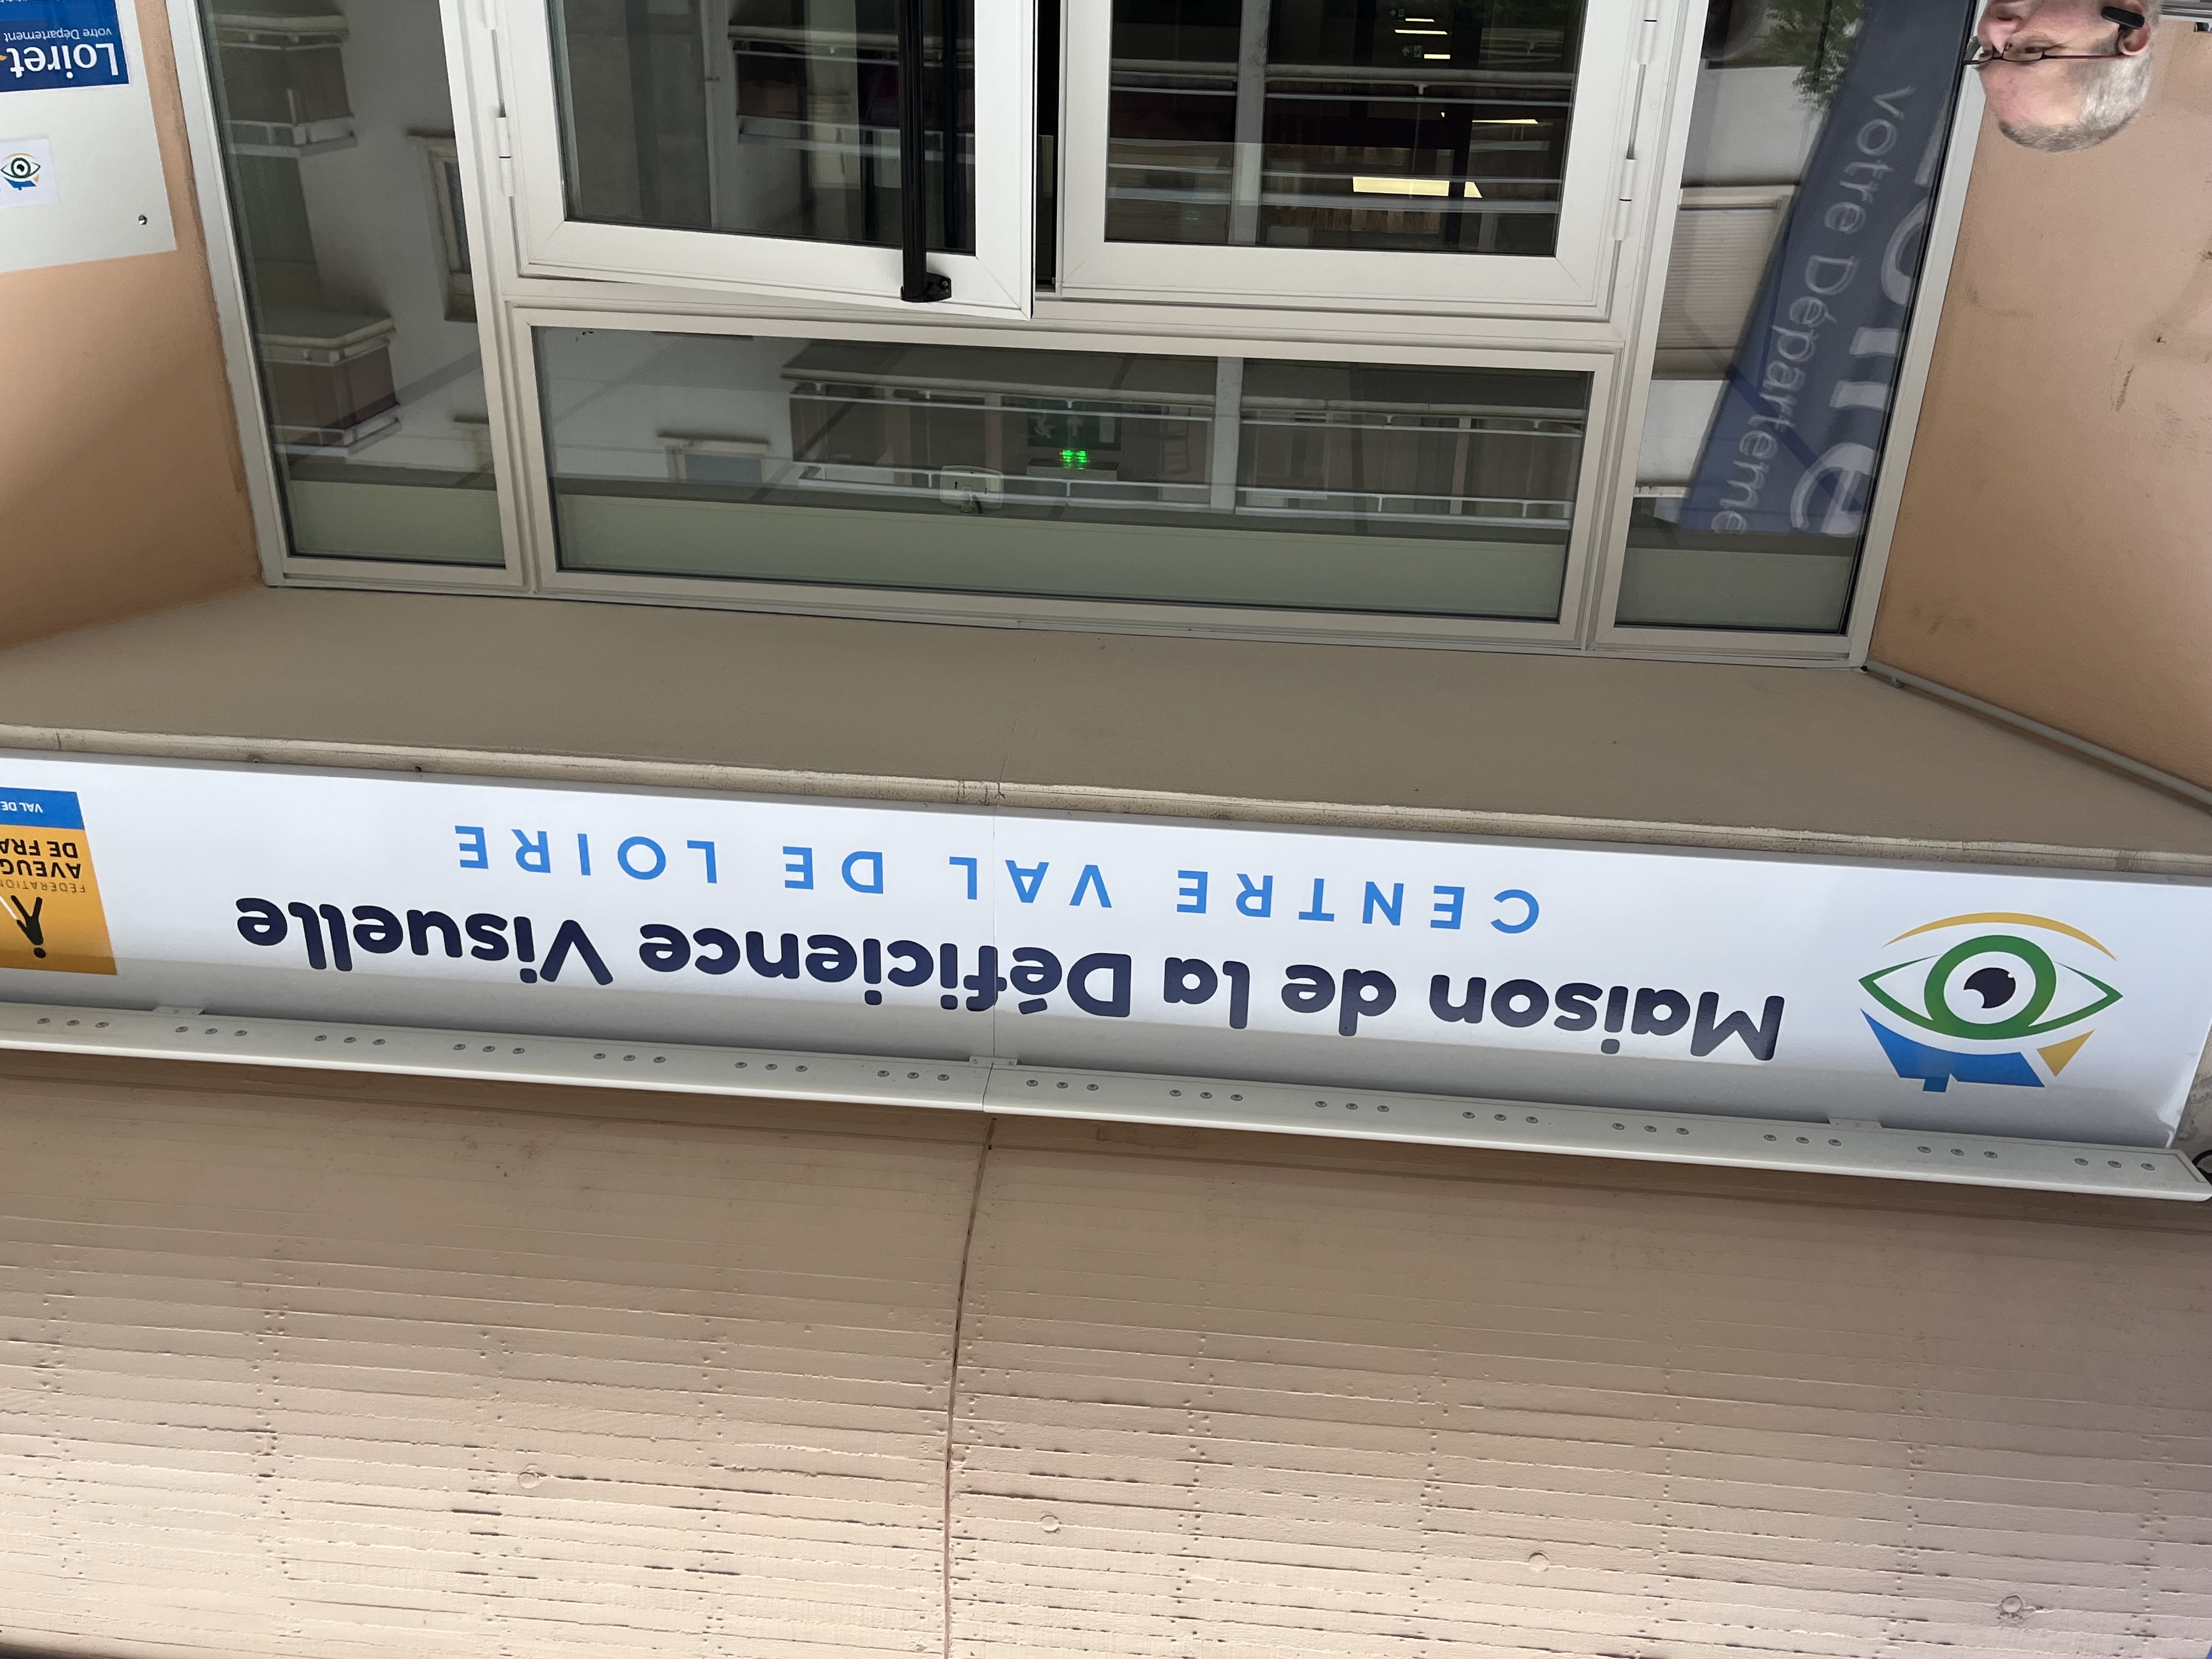 Maison de la Déficience Visuelle
CENTRE VAL DE LOIRE
FÉDÉRATION
AVEUG
DE FRA
VAL DE
Loiret
votre Département
Votre Départeme